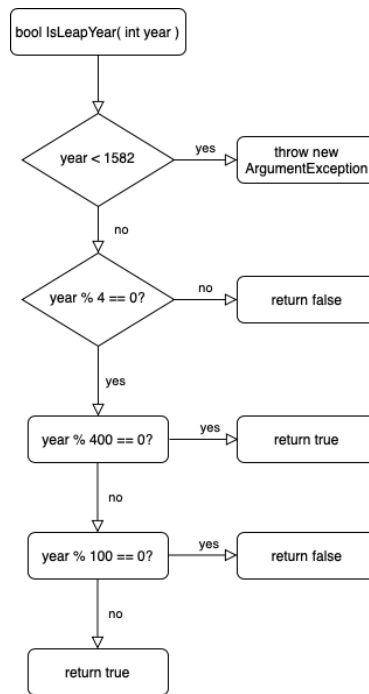 bool IsLeapYear( int year )
year < 1582
yes
throw new
ArgumentException
no
year % 4 == 0?
no
return false
yes
year % 400 == 0?
yes
return true
no
year % 100 == 0?
yes
return false
no
return true